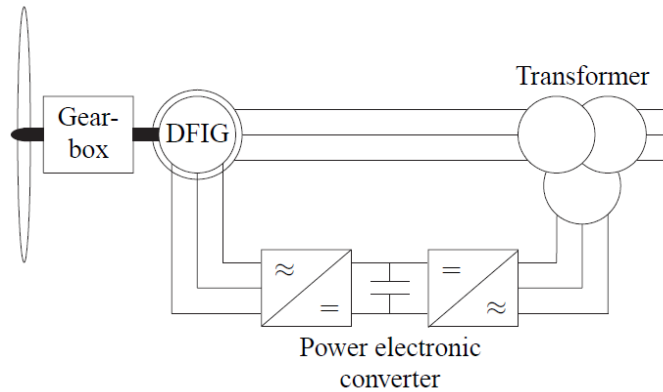 Transformer
Gear-
box
DFIG
≈
=
=
≈
Power electronic
converter